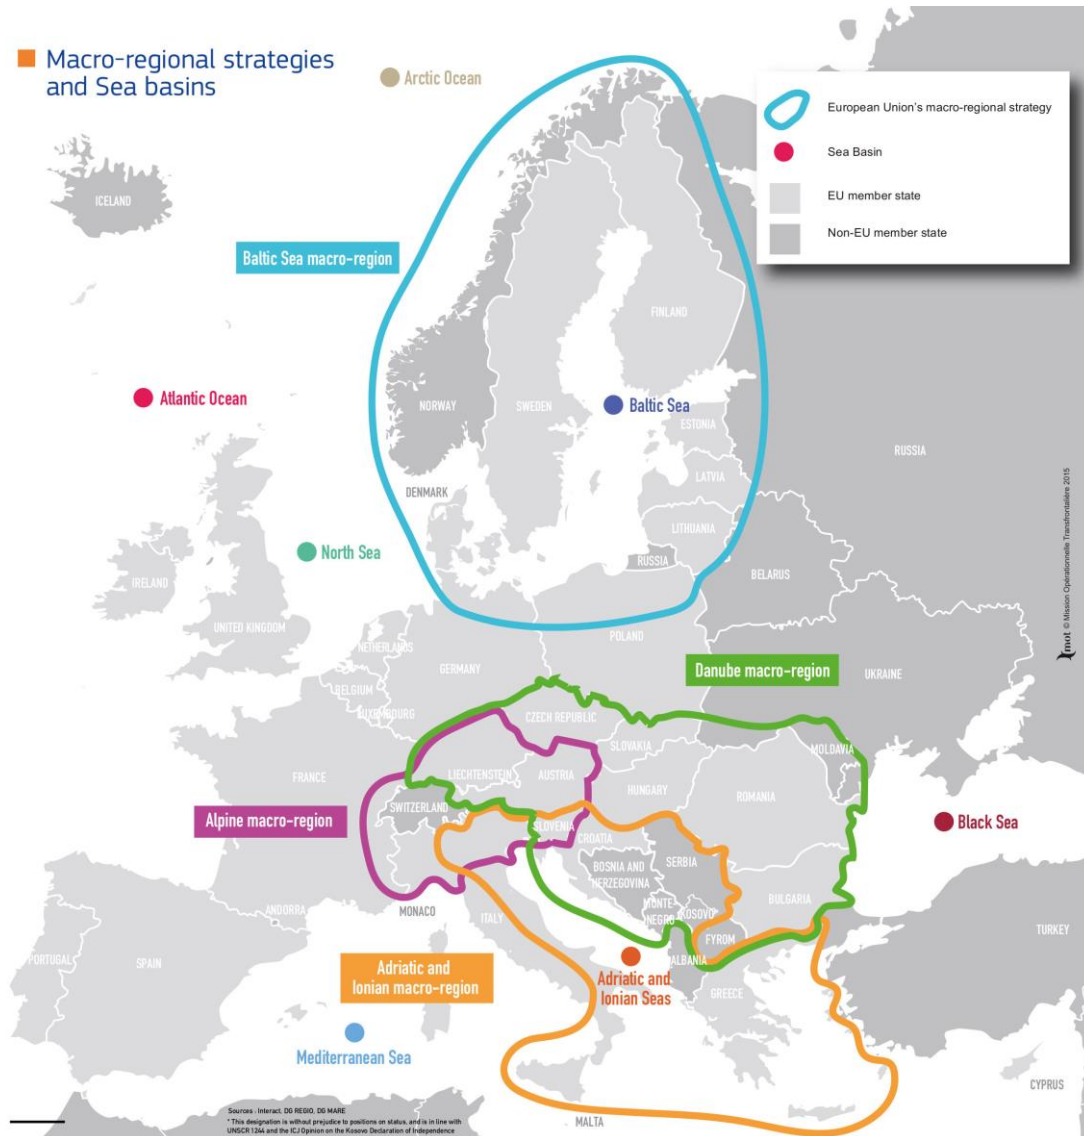 Macro-regional strategies
and Sea basins
Arctic Ocean
European Union's macro-regional strategy
Sea Basin
EU member state
Non-EU member state
ICELAND
Baltic Sea macro-region
FINLAND
NORWAY
SWEDEN
Atlantic Ocean
Baltic Sea
ESTONIA
RUSSIA
LATVIA
DENMARK
LITHUANIA
North Sea
RUSSIA
BELARUS
IRELAND
UNITED KINGDOM
NETHERLANDS
POLAND
GERMANY
Danube macro-region
UKRAINE
BELGIUM
LUXEMBOURG
CZECH REPUBLIC
SLOVAKIA
MOLDAVIA
FRANCE
LIECHTENSTEIN
AUSTRIA
HUNGARY
ROMANIA
SWITZERLAND
Alpine macro-region
SLOVENIA
CROATIA
Black Sea
BOSNIA AND
HERZEGOVINA
SERBIA
BULGARIA
MONACO
ANDORRA
ITALY
MONTE
NEGRO
KOSOVO
FYROM
TURKEY
PORTUGAL
SPAIN
ALBANIA
Adriatic and
Ionian macro-region
Adriatic and
Ionian Seas
GREECE
Mediterranean Sea
CYPRUS
MALTA
Sources : Interact, DG REGIO, DG MARE
* This designation is without prejudice to positions on status, and is in line with
UNSCR 1244 and the ICJ Opinion on the Kosovo Declaration of Independence
mot © Mission Opérationnelle Transfrontalière 2015